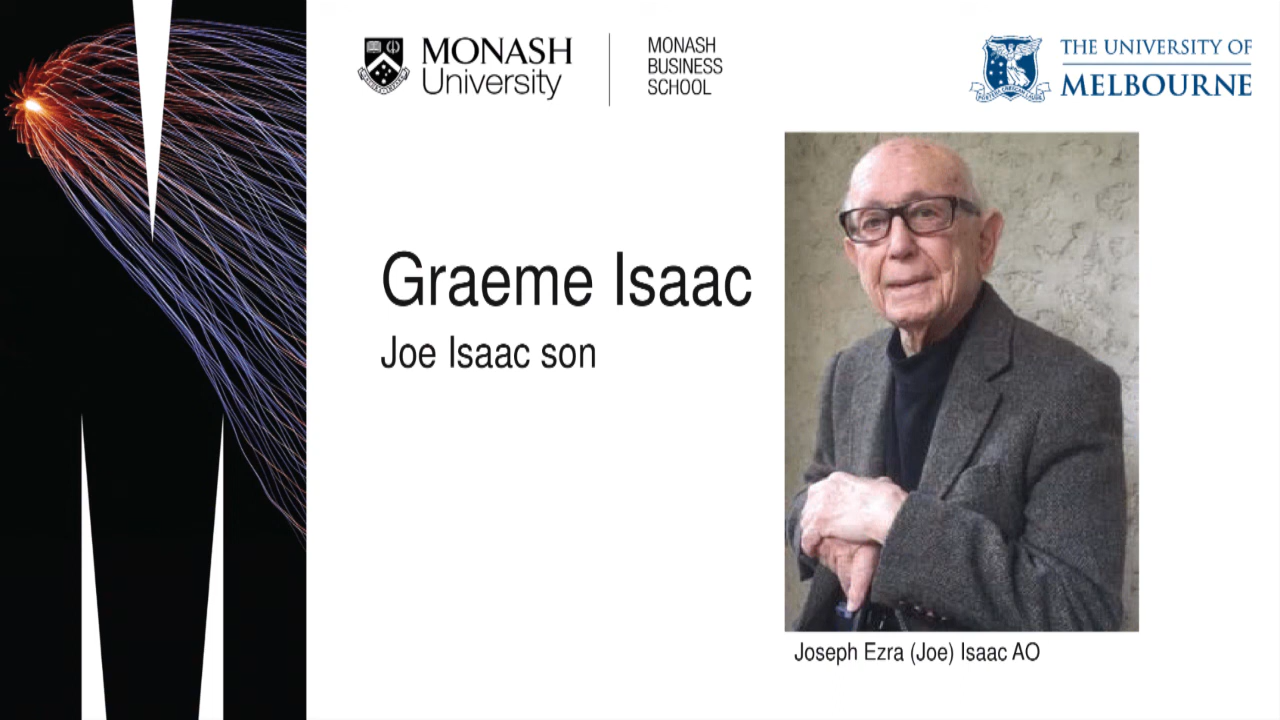 MONASH
University
MONASH
BUSINESS
SCHOOL
THE UNIVERSITY OF
MELBOURNE
Graeme Isaac
Joe Isaac son
Joseph Ezra (Joe) Isaac AO